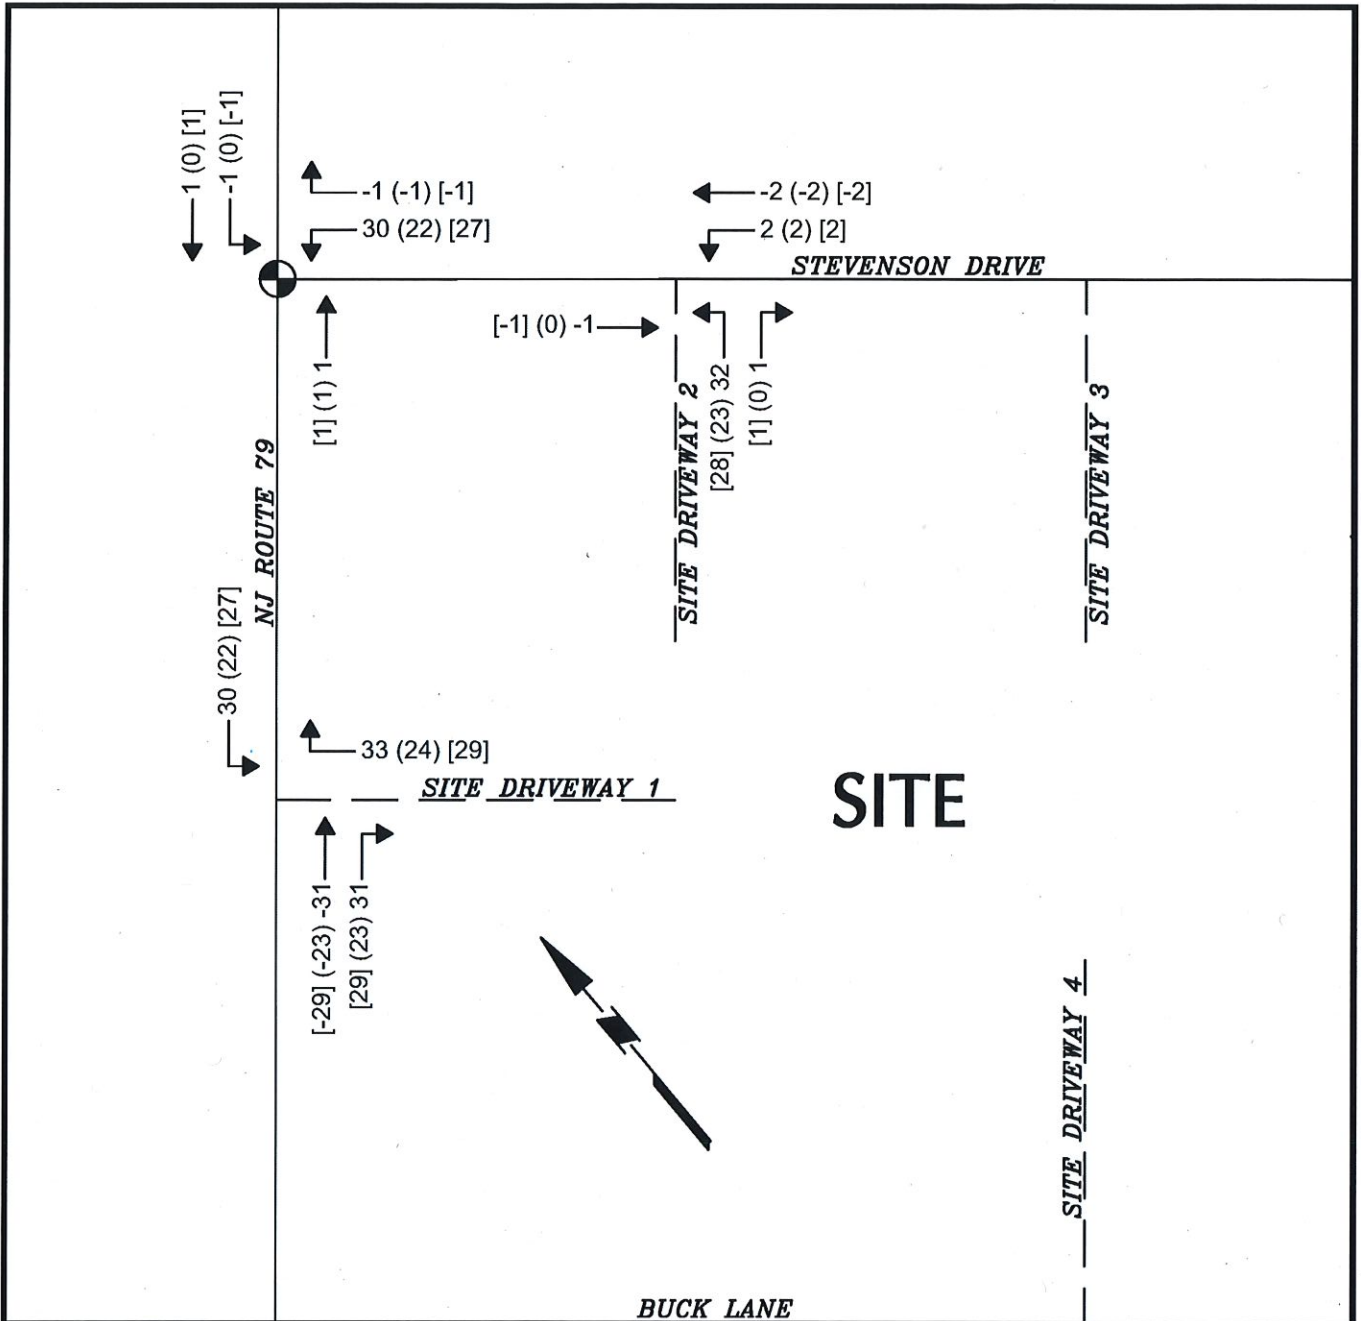 1 (0) [1]
-1 (0) [-1]
-1 (-1) [-1]
30 (22) [27]
-2 (-2) [-2]
2 (2) [2]
STEVENSON DRIVE
[1] (1) 1
[-1] (0) -1
[28] (23) 32
[1] (0) 1
SITE DRIVEWAY 2
SITE DRIVEWAY 3
NJ ROUTE 79
30 (22) [27]
33 (24) [29]
SITE DRIVEWAY 1
SITE
[-29] (-23) -31
[29] (23) 31
SITE DRIVEWAY 4
BUCK LANE